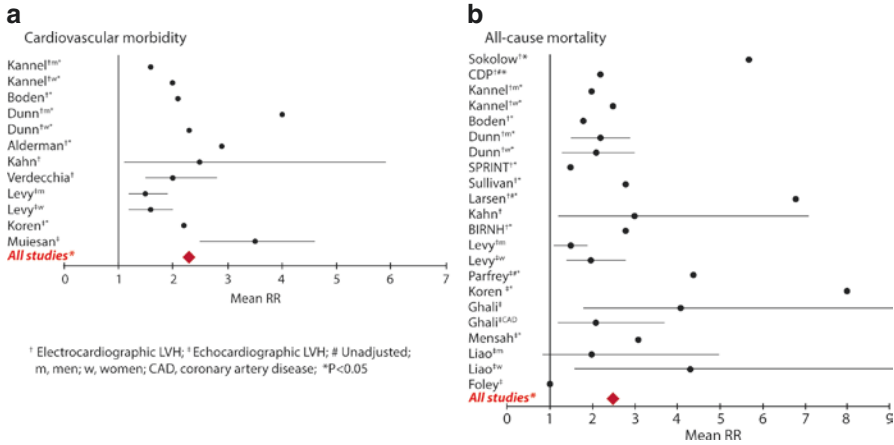 a
Cardiovascular morbidity
Kannel†m*
Kannel†w*
Boden†*
Dunn†m*
Dunn†w*
Alderman†*
Kahn†
Verdecchia†
Levy‡m
Levy‡w
Koren‡*
Muiesan‡
All studies*
0 1 2 3 4 5 6 7
Mean RR
† Electrocardiographic LVH; ‡ Echocardiographic LVH; # Unadjusted;
m, men; w, women; CAD, coronary artery disease; *P<0.05
b
All-cause mortality
Sokolow†*
CDP†#*
Kannel†m*
Kannel†w*
Boden†*
Dunn†m*
Dunn†w*
SPRINT†*
Sullivan‡*
Larsen†#*
Kahn†
BIRNH†*
Levy‡m
Levy‡w
Parfrey‡#*
Koren ‡*
Ghali‡
Ghali‡CAD
Mensah‡*
Liao‡m
Liao‡w
Foley‡
All studies*
0 1 2 3 4 5 6 7 8 9
Mean RR